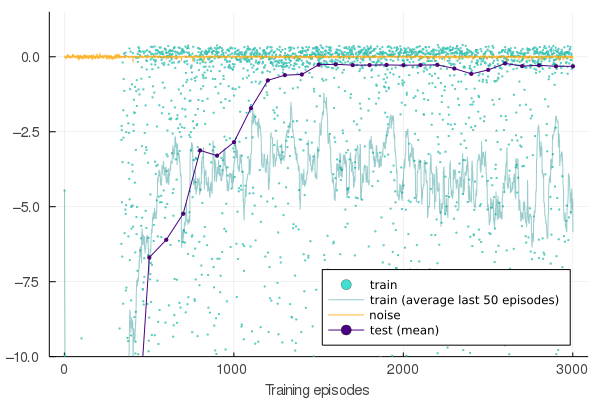 0.0
−2.5
−5.0
−7.5
−10.0
train
train (average last 50 episodes)
noise
test (mean)
0 1000 2000 3000
Training episodes